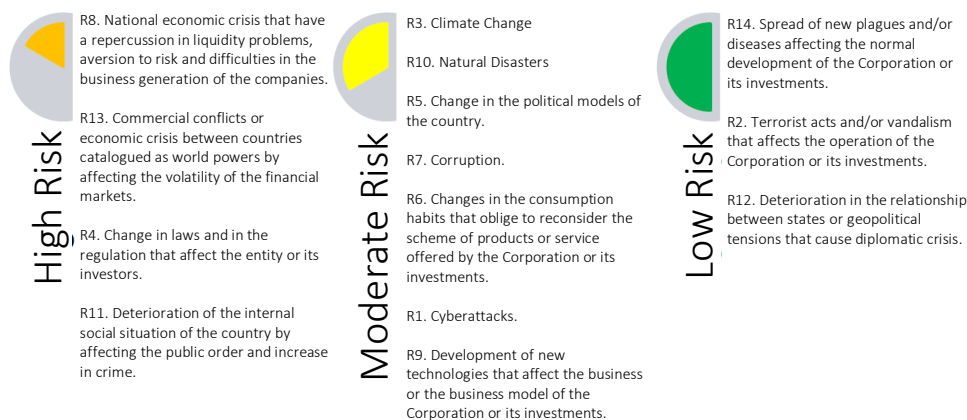 High Risk
R8. National economic crisis that have
a repercussion in liquidity problems,
aversion to risk and difficulties in the
business generation of the companies.
R13. Commercial conflicts or
economic crisis between countries
catalogued as world powers by
affecting the volatility of the financial
markets.
R4. Change in laws and in the
regulation that affect the entity or its
investors.
R11. Deterioration of the internal
social situation of the country by
affecting the public order and increase
in crime.
Moderate Risk
R3. Climate Change
R10. Natural Disasters
R5. Change in the political models of
the country.
R7. Corruption.
R6. Changes in the consumption
habits that oblige to reconsider the
scheme of products or service
offered by the Corporation or its
investments.
R1. Cyberattacks.
R9. Development of new
technologies that affect the business
or the business model of the
Corporation or its investments.
Low Risk
R14. Spread of new plagues and/or
diseases affecting the normal
development of the Corporation or
its investments.
R2. Terrorist acts and/or vandalism
that affects the operation of the
Corporation or its investments.
R12. Deterioration in the relationship
between states or geopolitical
tensions that cause diplomatic crisis.